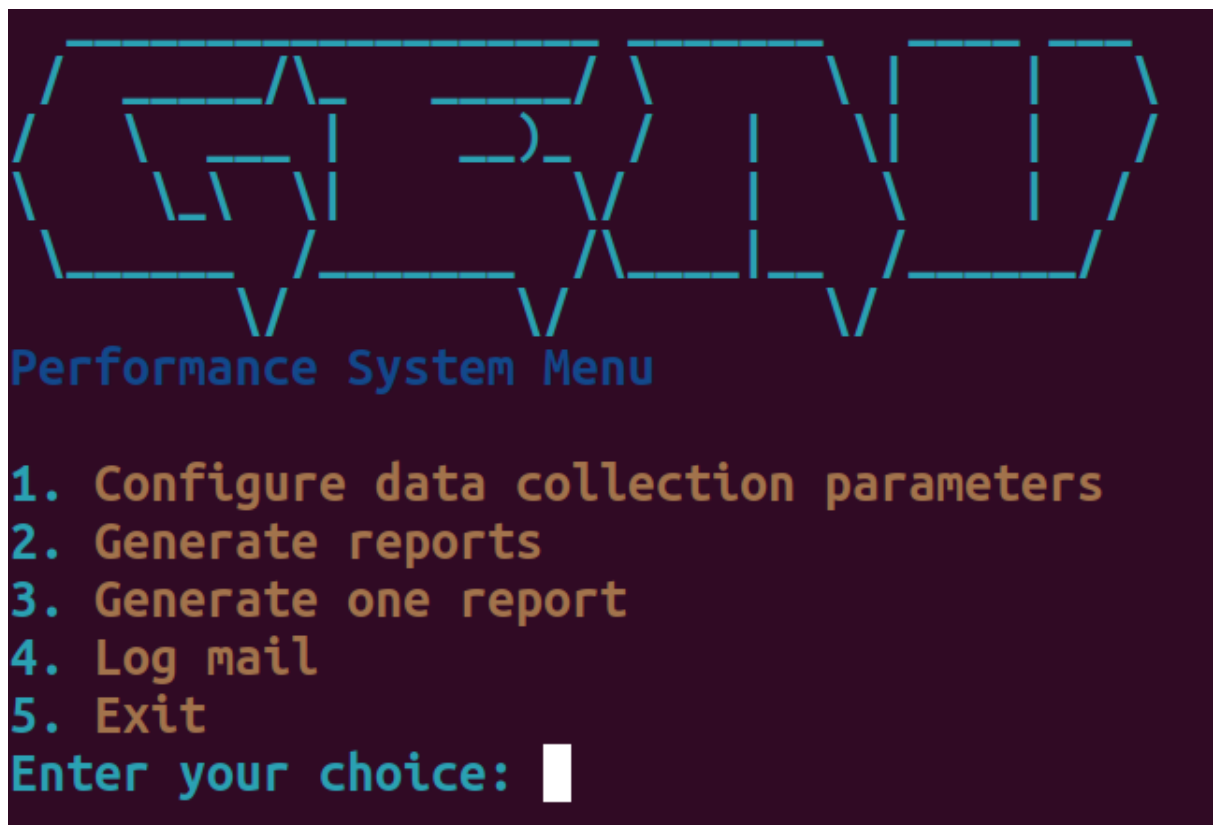 GENU
Performance System Menu
1. Configure data collection parameters
2. Generate reports
3. Generate one report
4. Log mail
5. Exit
Enter your choice: